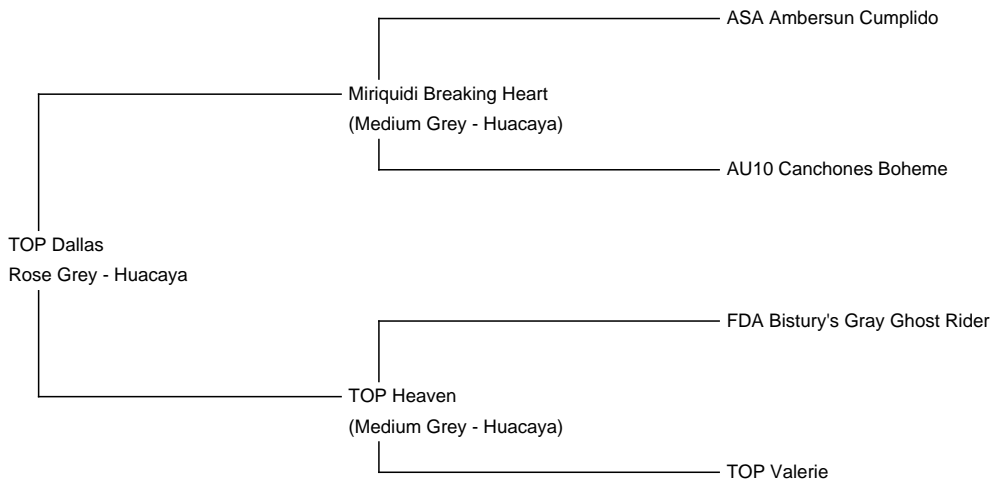 ASA Ambersun Cumplido
Miriquidi Breaking Heart
(Medium Grey - Huacaya)
AU10 Canchones Boheme
TOP Dallas
Rose Grey - Huacaya
FDA Bistury's Gray Ghost Rider
TOP Heaven
(Medium Grey - Huacaya)
TOP Valerie